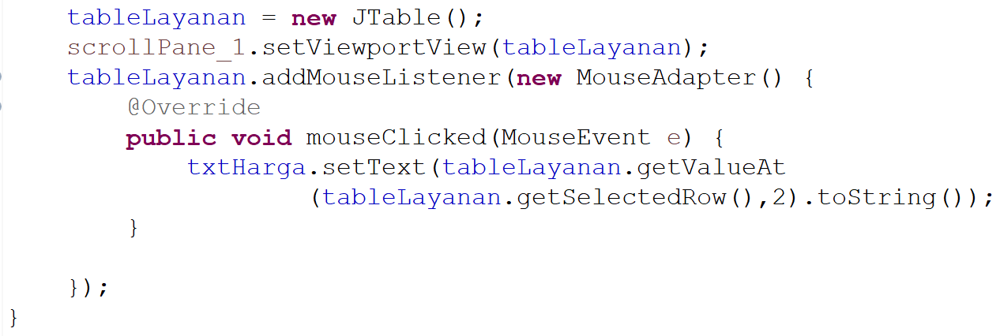 tableLayanan = new JTable();
scrollPane_1.setViewportView(tableLayanan);
tableLayanan.addMouseListener(new MouseAdapter() {
@Override
public void mouseClicked(MouseEvent e) {
txtHarga.setText(tableLayanan.getValueAt
(tableLayanan.getSelectedRow(),2).toString());
}
});
}